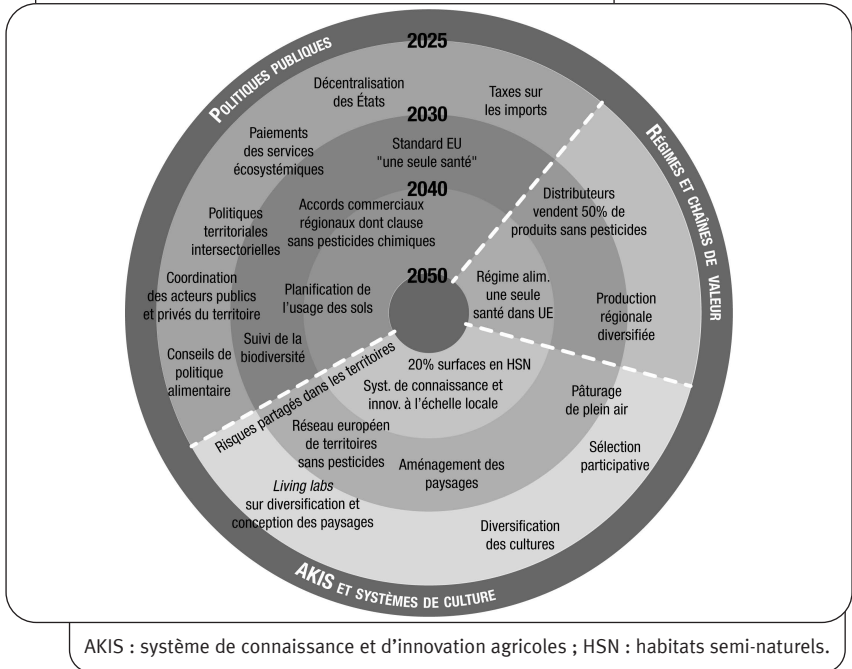 2025
POLITIQUES PUBLIQUES
Décentralisation
des États
Taxes sur
les imports
2030
Paiements
des services
écosystémiques
Standard EU
"une seule santé"
RÉGIMES ET CHAÎNES DE VALEUR
2040
Distributeurs
vendent 50% de
produits sans pesticides
Accords commerciaux
régionaux dont clause
sans pesticides chimiques
Politiques
territoriales
intersectorielles
2050
Coordination
des acteurs publics
et privés du territoire
Planification de
l'usage des sols
Régime alim.
une seule
santé dans UE
Production
régionale
diversifiée
Suivi de la
biodiversité
Conseils de
politique
alimentaire
Risques partagés dans les territoires
20% surfaces en HSN
Syst. de connaissance et
innov. à l'échelle locale
Pâturage
de plein air
Réseau européen
de territoires
sans pesticides
Aménagement des
paysages
Sélection
participative
Living labs
sur diversification et
conception des paysages
Diversification
des cultures
AKIS ET SYSTÈMES DE CULTURE
AKIS : système de connaissance et d'innovation agricoles ; HSN : habitats semi-naturels.